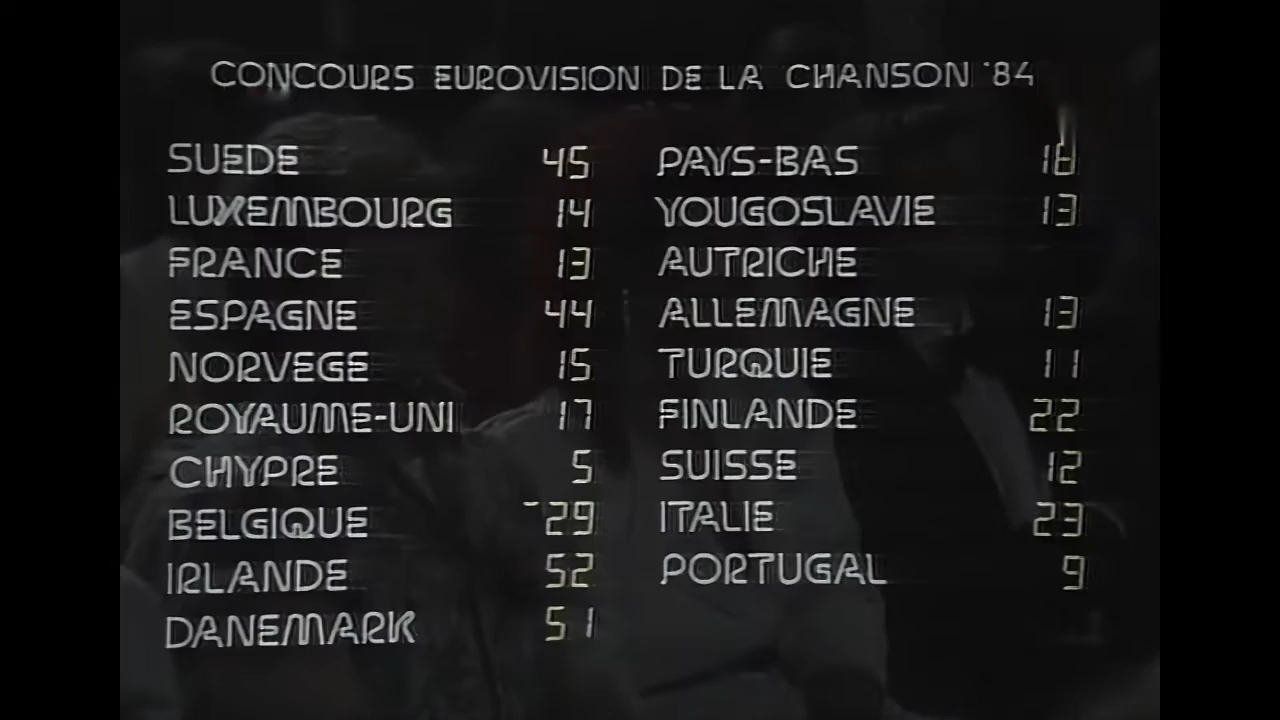 CONCOURS EUROVISION DE LA CHANSON '84
SUEDE 45
LUXEMBOURG 14
FRANCE 13
ESPAGNE 44
NORVEGE 15
ROYAUME-UNI 17
CHYPRE 5
BELGIQUE 29
IRLANDE 52
DANEMARK 51
PAYS-BAS 18
YOUGOSLAVIE 13
AUTRICHE
ALLEMAGNE 13
TURQUIE 11
FINLANDE 22
SUISSE 12
ITALIE 23
PORTUGAL 9